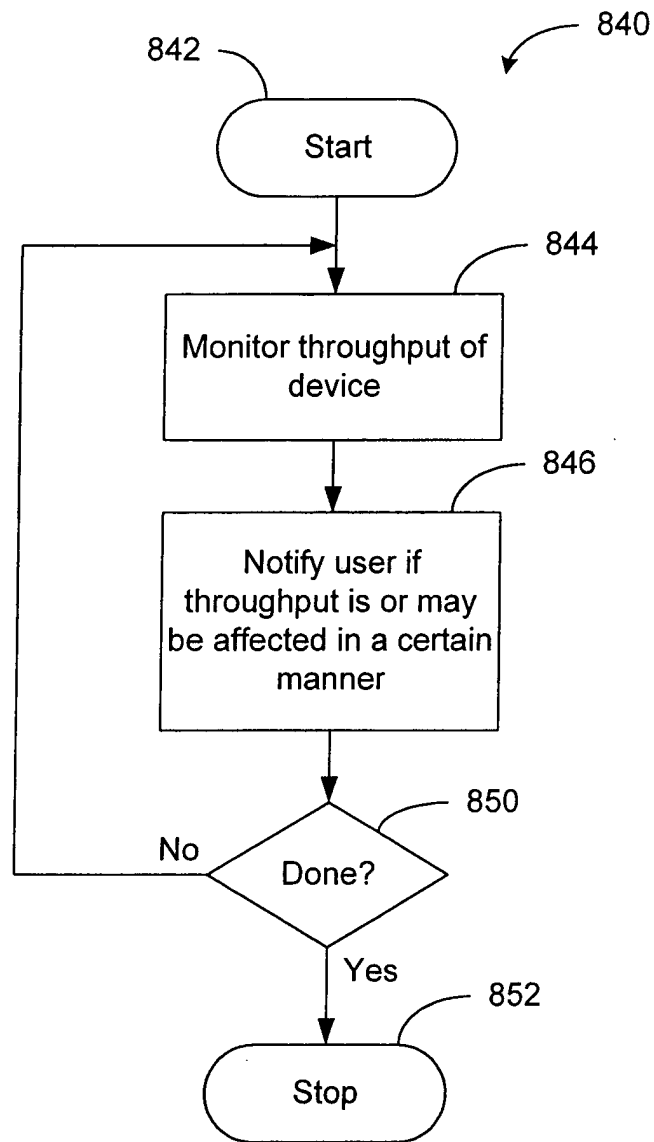 840
842
Start
844
Monitor throughput of
device
846
Notify user if
throughput is or may
be affected in a certain
manner
850
No
Done?
Yes
852
Stop